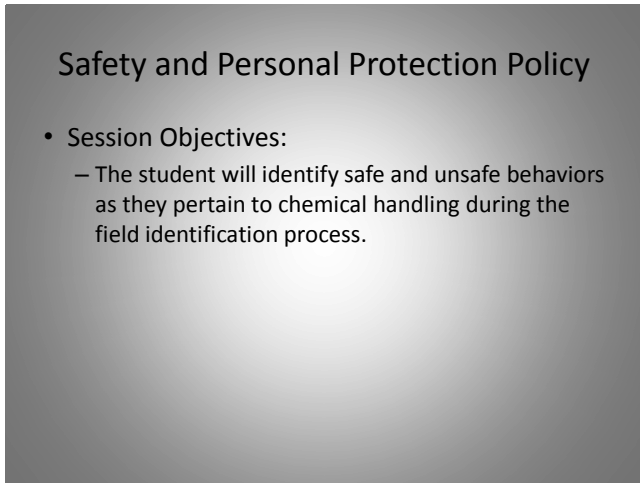 Safety and Personal Protection Policy
• Session Objectives:
– The student will identify safe and unsafe behaviors
as they pertain to chemical handling during the
field identification process.